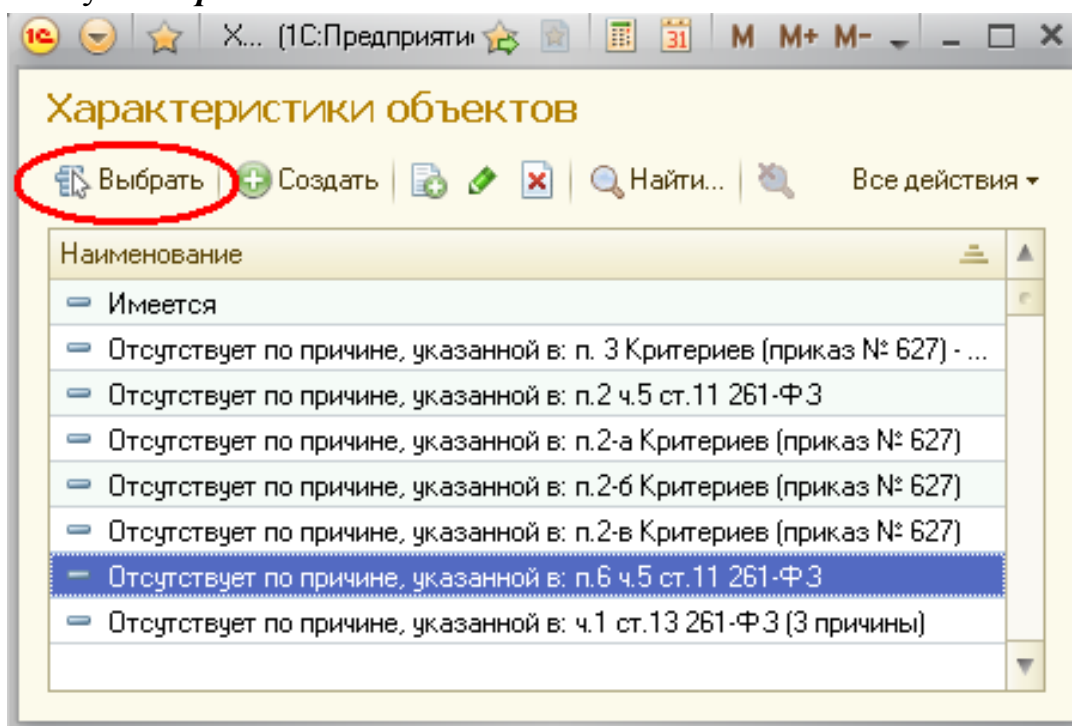 Х... (1С:Предприяти
31 M M+ M-
Характеристики объектов
Выбрать Создать Найти... Все действия
Наименование
Имеется
Отсутствует по причине, указанной в: п. 3 Критериев (приказ № 627) - ...
Отсутствует по причине, указанной в: п.2 ч.5 ст.11 261-ФЗ
Отсутствует по причине, указанной в: п.2-а Критериев (приказ № 627)
Отсутствует по причине, указанной в: п.2-б Критериев (приказ № 627)
Отсутствует по причине, указанной в: п.2-в Критериев (приказ № 627)
Отсутствует по причине, указанной в: п.6 ч.5 ст.11 261-ФЗ
Отсутствует по причине, указанной в: ч.1 ст.13 261-ФЗ (3 причины)